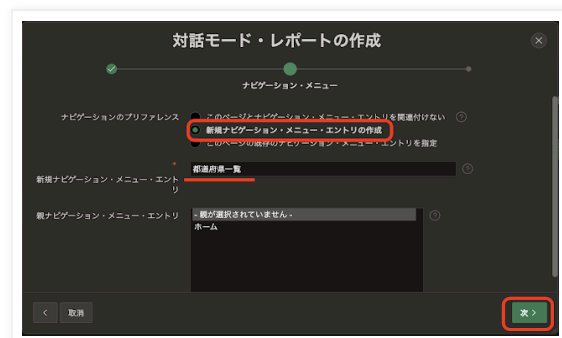 対話モード・レポートの作成
ナビゲーション・メニュー
ナビゲーションのプリファレンス
このページとナビゲーション・メニュー・エントリを関連付けない
新規ナビゲーション・メニュー・エントリの作成
このページの既存のナビゲーション・メニュー・エントリを指定
*
新規ナビゲーション・メニュー・エント
リ
都道府県一覧
親ナビゲーション・メニュー・エントリ
- 親が選択されていません -
ホーム
取消
次 >